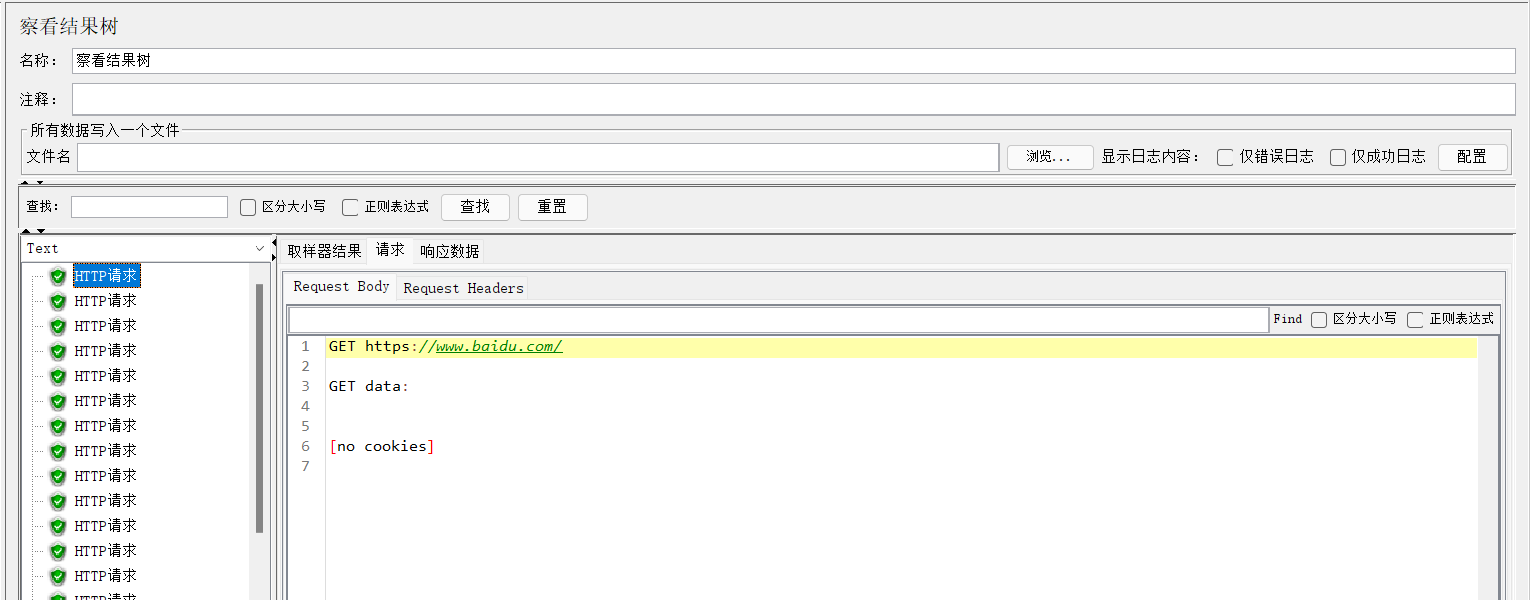 察看结果树
名称： 察看结果树
注释：
所有数据写入一个文件
文件名 浏览... 显示日志内容： 仅错误日志 仅成功日志 配置
查找： 区分大小写 正则表达式 查找 重置
Text
取样器结果 请求 响应数据
HTTP请求
HTTP请求
HTTP请求
HTTP请求
HTTP请求
HTTP请求
HTTP请求
HTTP请求
HTTP请求
HTTP请求
HTTP请求
HTTP请求
HTTP请求
HTTP请求
Request Body Request Headers
Find 区分大小写 正则表达式
1 GET https://www.baidu.com/
2
3 GET data:
4
5
6 [no cookies]
7